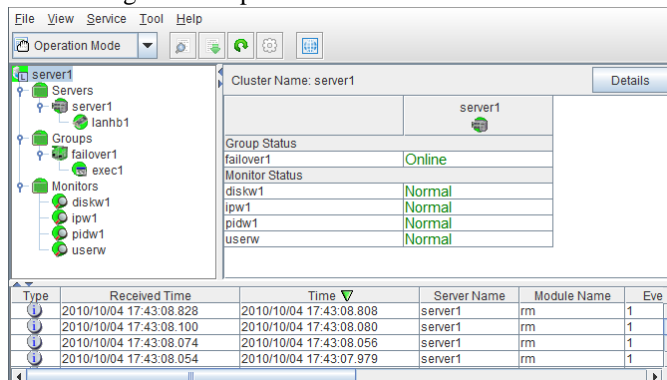 File View Service Tool Help
Operation Mode
server1
Servers
server1
lanhb1
Groups
failover1
exec1
Monitors
diskw1
ipw1
pidw1
userw
Cluster Name: server1 Details
server1
Group Status
failover1 Online
Monitor Status
diskw1 Normal
ipw1 Normal
pidw1 Normal
userw Normal
Type Received Time Time Server Name Module Name Eve
2010/10/04 17:43:08.828 2010/10/04 17:43:08.808 server1 rm 1
2010/10/04 17:43:08.100 2010/10/04 17:43:08.080 server1 rm 1
2010/10/04 17:43:08.074 2010/10/04 17:43:08.056 server1 rm 1
2010/10/04 17:43:08.054 2010/10/04 17:43:07.979 server1 rm 1